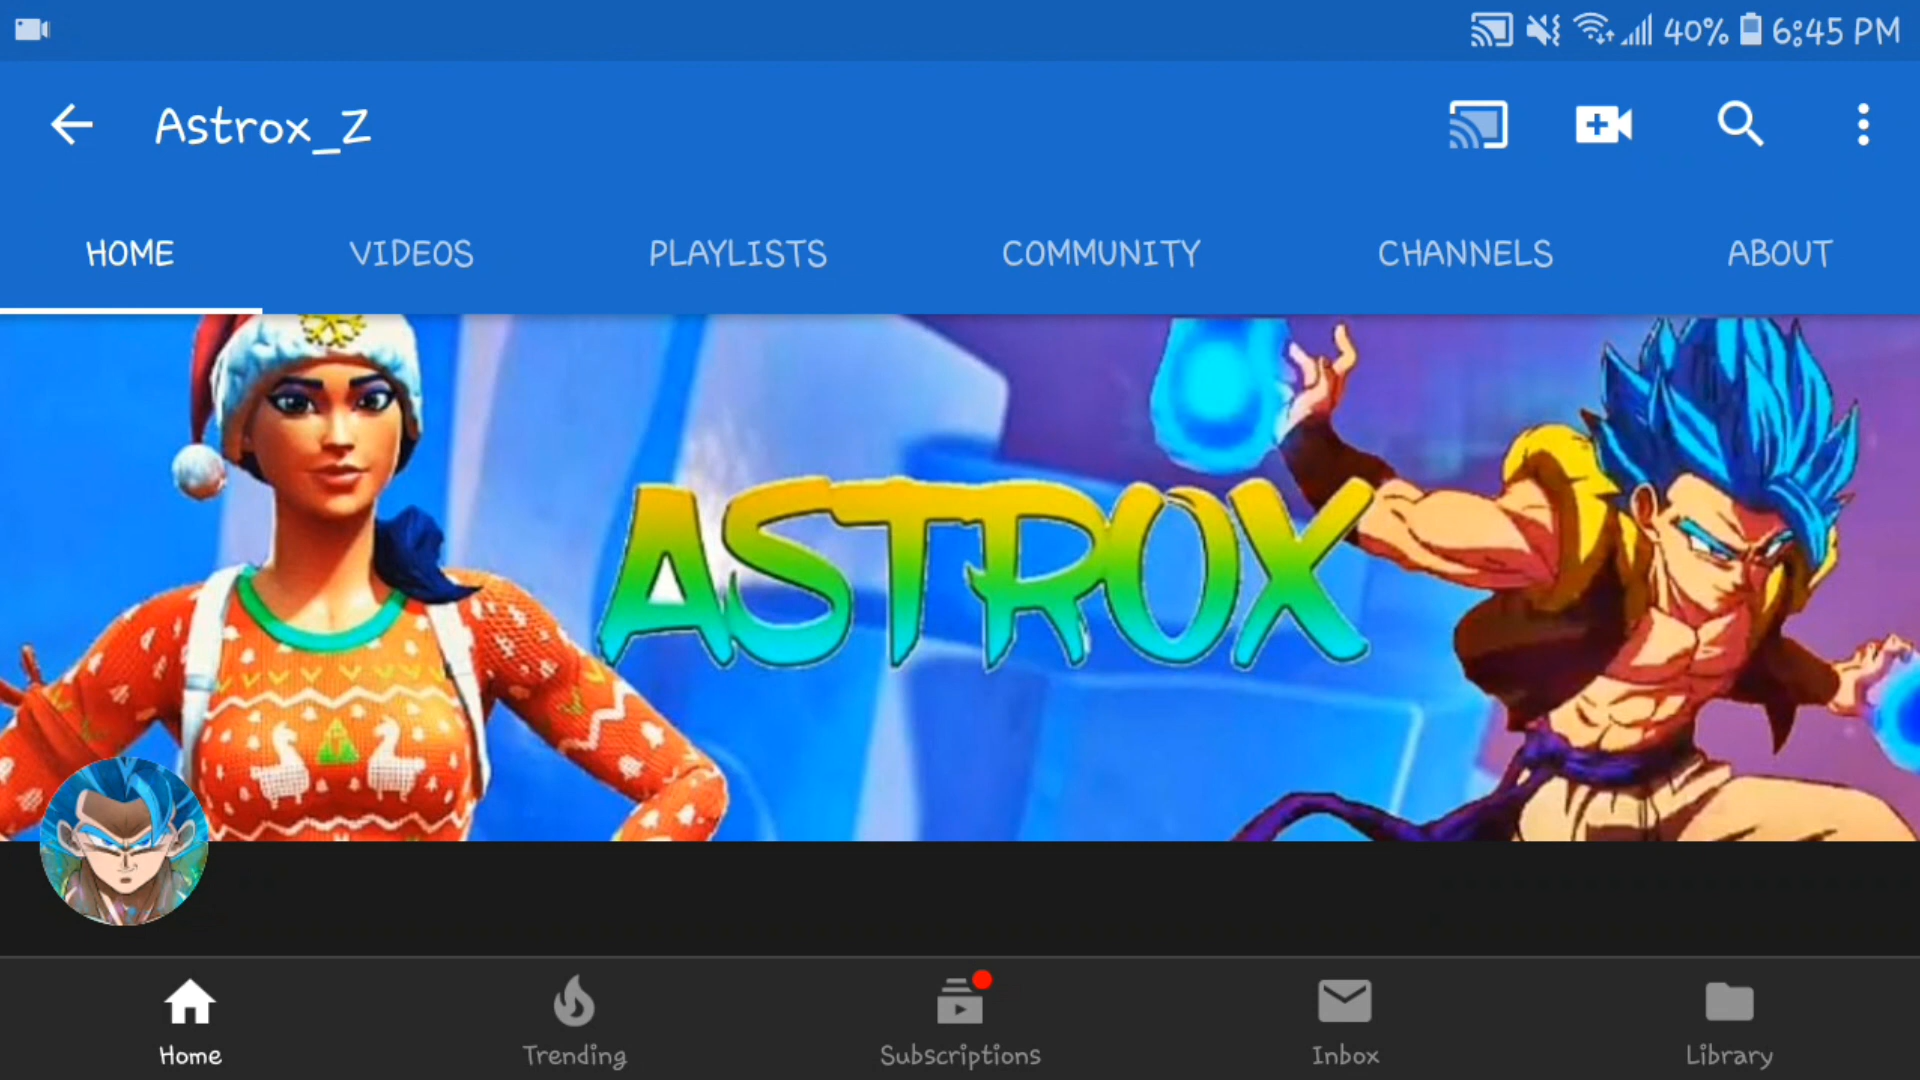 40% 6:45 PM
Astrox_Z
HOME VIDEOS PLAYLISTS COMMUNITY CHANNELS ABOUT
ASTROX
Home Trending Subscriptions Inbox Library